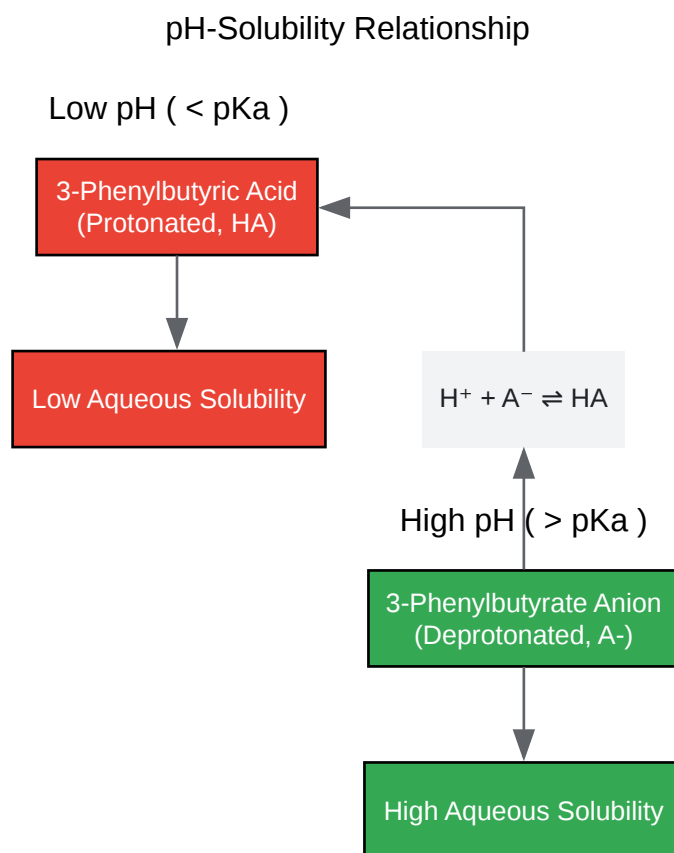 pH-Solubility Relationship
Low pH ( < pKa )
3-Phenylbutyric Acid
(Protonated, HA)
Low Aqueous Solubility
H⁺ + A⁻ ⇌ HA
High pH ( > pKa )
3-Phenylbutyrate Anion
(Deprotonated, A-)
High Aqueous Solubility